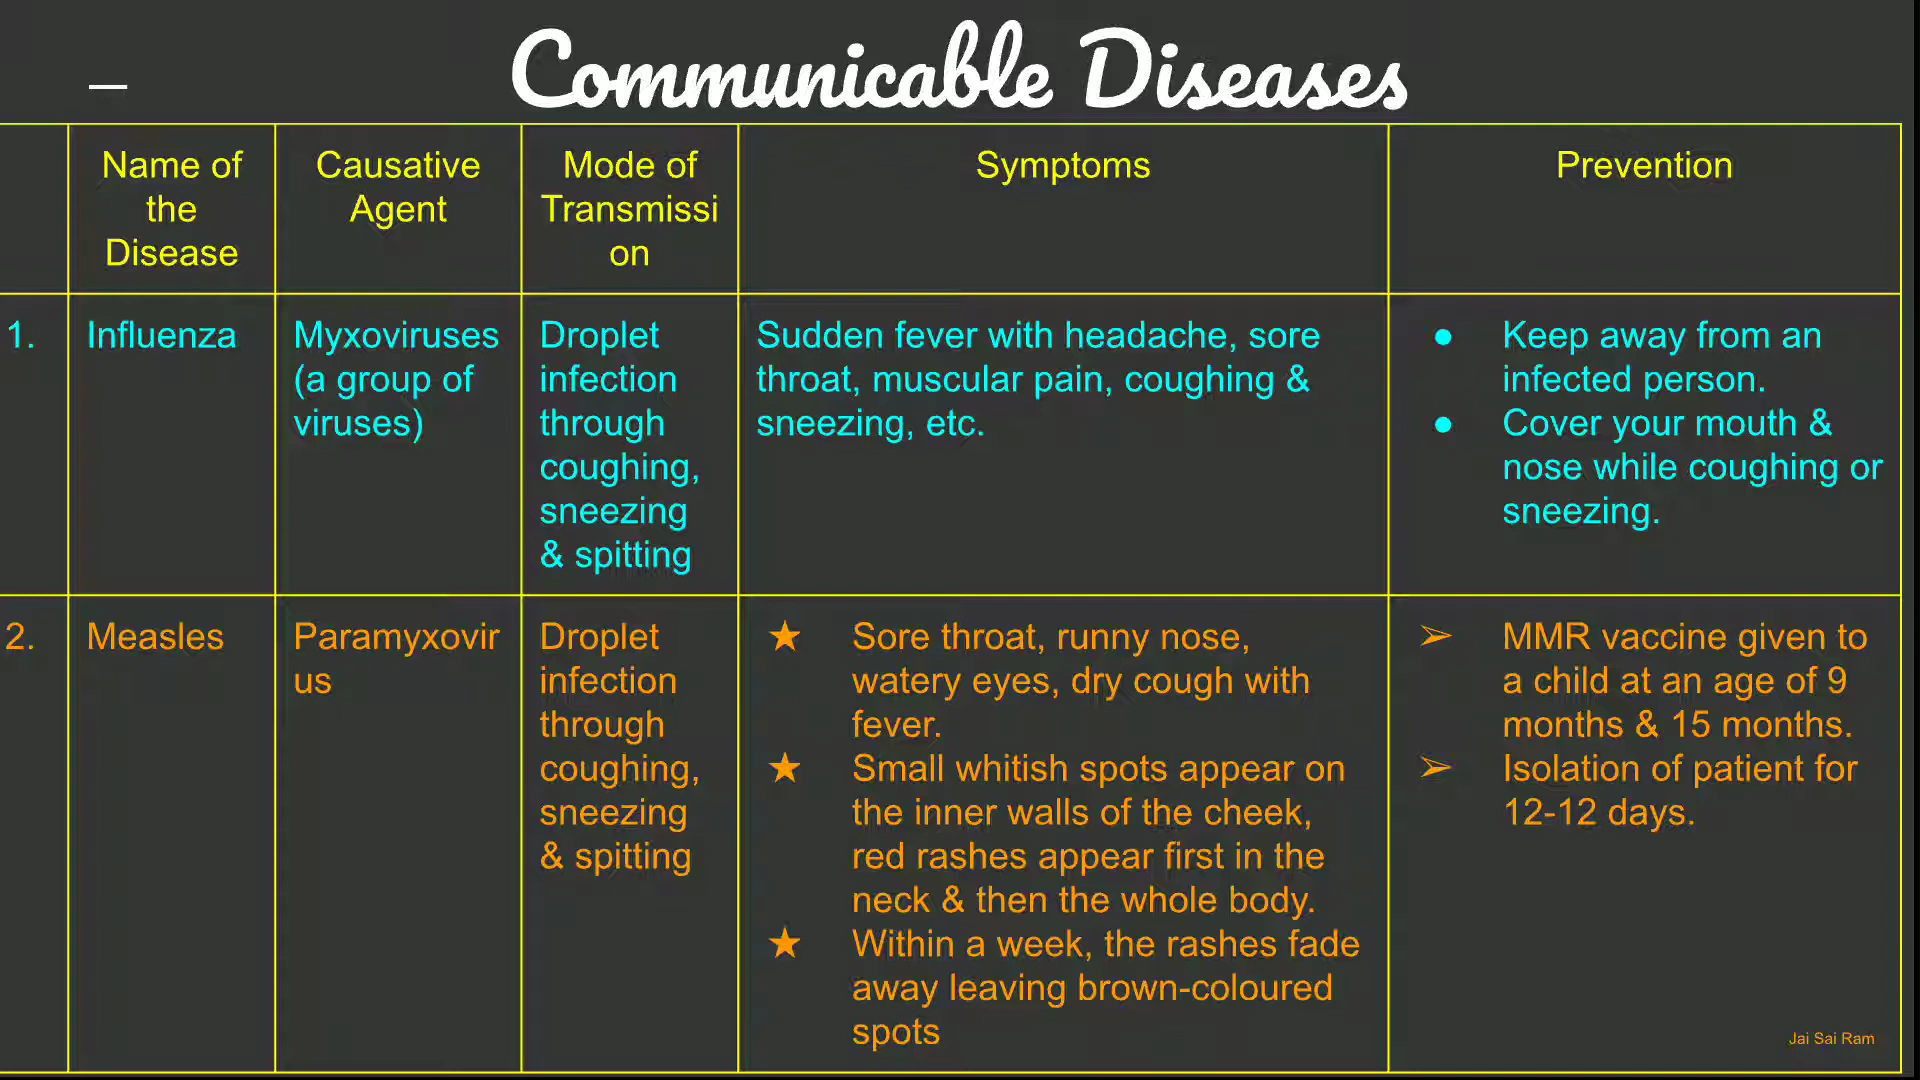 Communicable Diseases
Name of
the
Disease
Causative
Agent
Mode of
Transmissi
on
Symptoms
Prevention
1.
Influenza
Myxoviruses
(a group of
viruses)
Droplet
infection
through
coughing,
sneezing
& spitting
Sudden fever with headache, sore
throat, muscular pain, coughing &
sneezing, etc.
● Keep away from an
infected person.
● Cover your mouth &
nose while coughing or
sneezing.
2.
Measles
Paramyxovir
us
Droplet
infection
through
coughing,
sneezing
& spitting
★ Sore throat, runny nose,
watery eyes, dry cough with
fever.
★ Small whitish spots appear on
the inner walls of the cheek,
red rashes appear first in the
neck & then the whole body.
★ Within a week, the rashes fade
away leaving brown-coloured
spots
➢ MMR vaccine given to
a child at an age of 9
months & 15 months.
➢ Isolation of patient for
12-12 days.
Jai Sai Ram